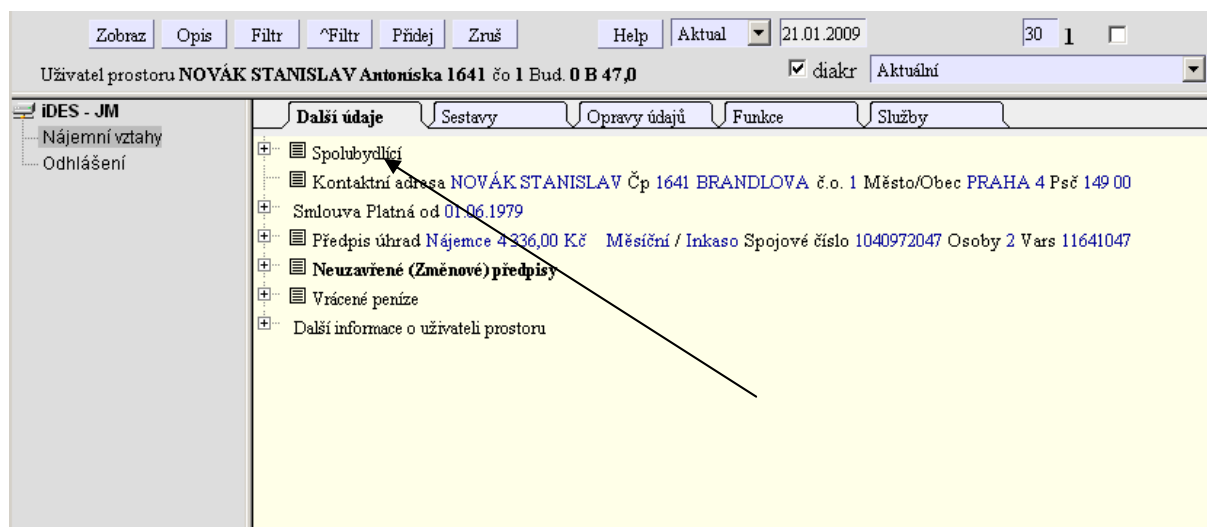 Zobraz Opis Filtr ^Filtr Přidej Zruš Help Aktual 21.01.2009 30 1
Uživatel prostoru NOVÁK STANISLAV Antoníska 1641 čo 1 Bud. 0 B 47,0 diakr Aktuální
iDES - JM
Nájemní vztahy
Odhlášení
Další údaje Sestavy Opravy údajů Funkce Služby
Spolubydlící
Kontaktní adresa NOVÁK STANISLAV Čp 1641 BRANDLOVA č.o. 1 Město/Obec PRAHA 4 Psč 149 00
Smlouva Platná od 01.06.1979
Předpis úhrad Nájemce 4 336,00 Kč Měsíční / Inkaso Spojové číslo 1040972047 Osoby 2 Vars 11641047
Neuzavřené (Změnové) předpisy
Vrácené peníze
Další informace o uživateli prostoru